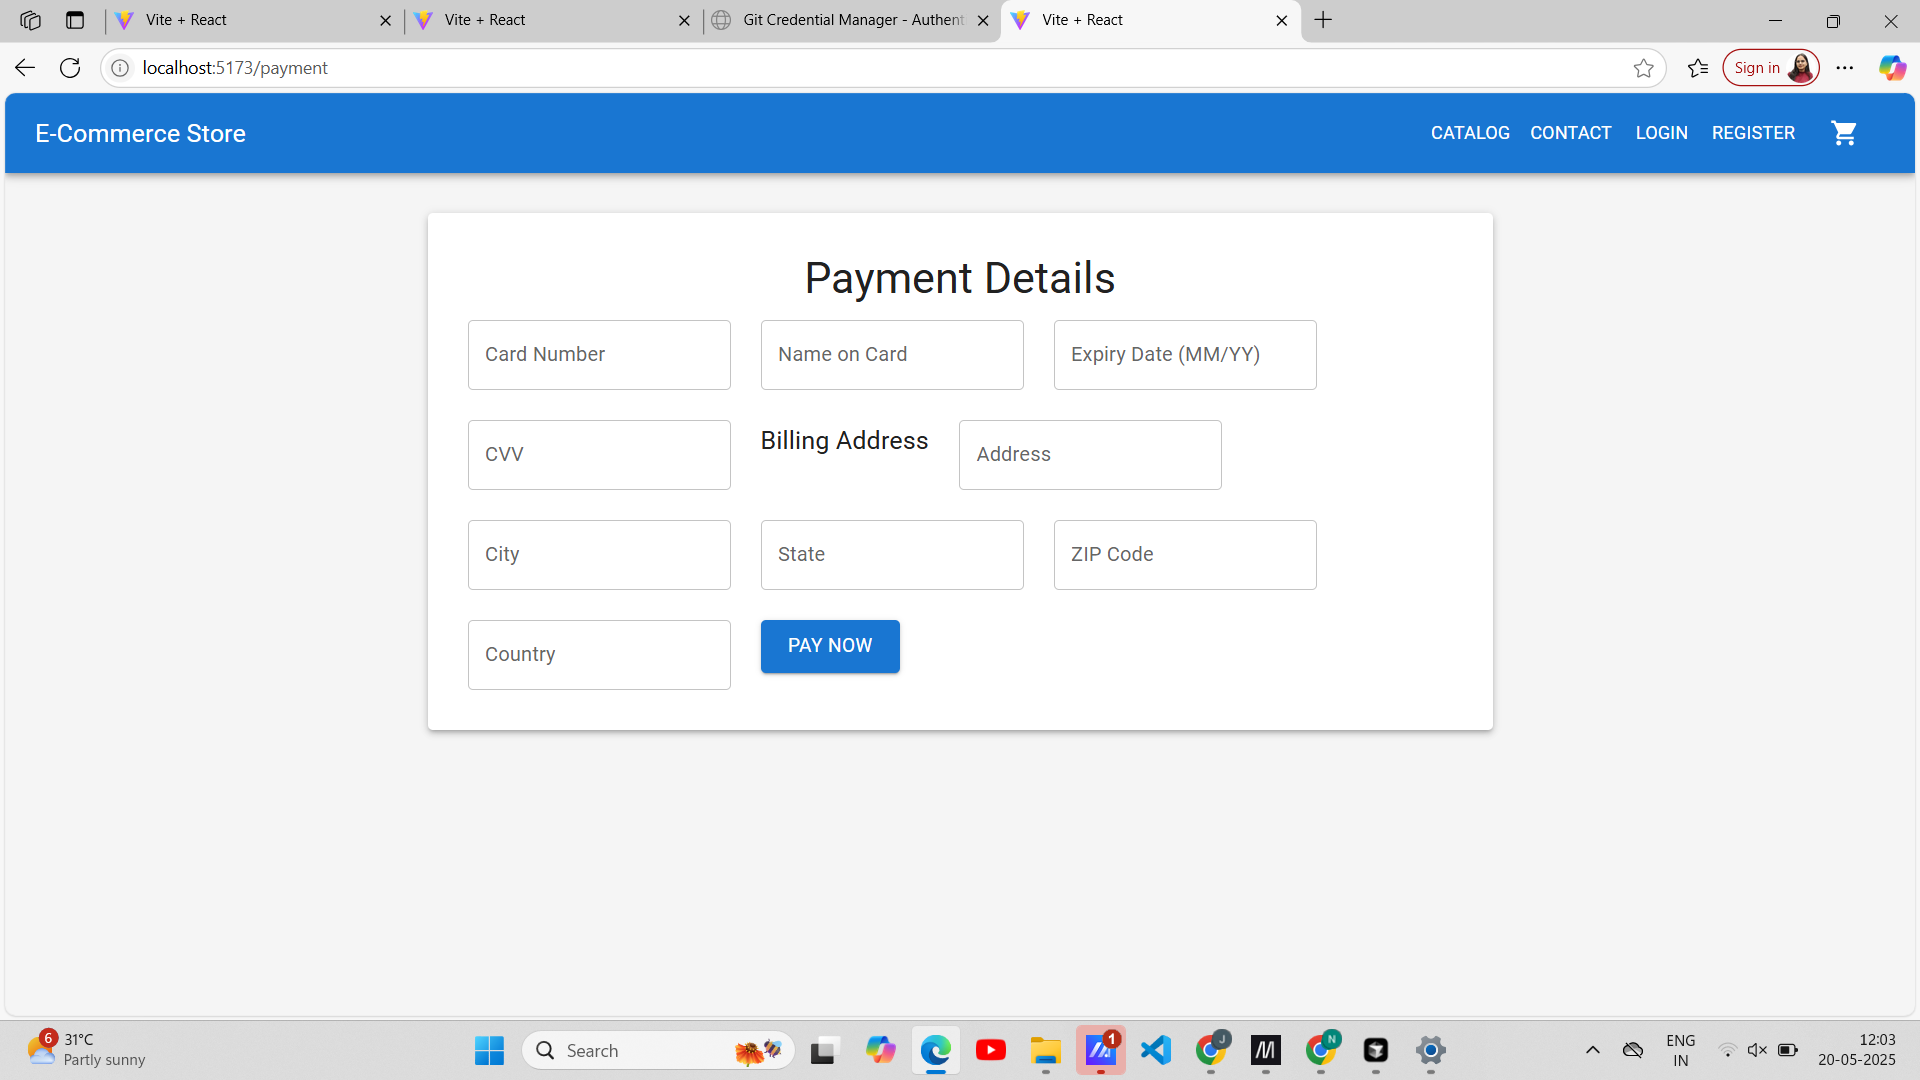 Vite + React
Vite + React
Git Credential Manager - Authent
Vite + React
localhost:5173/payment
Sign in
E-Commerce Store
CATALOG
CONTACT
LOGIN
REGISTER
Payment Details
Card Number
Name on Card
Expiry Date (MM/YY)
CVV
Billing Address
Address
City
State
ZIP Code
Country
PAY NOW
6
31°C
Partly sunny
Search
1
J
M
N
ENG
IN
12:03
20-05-2025